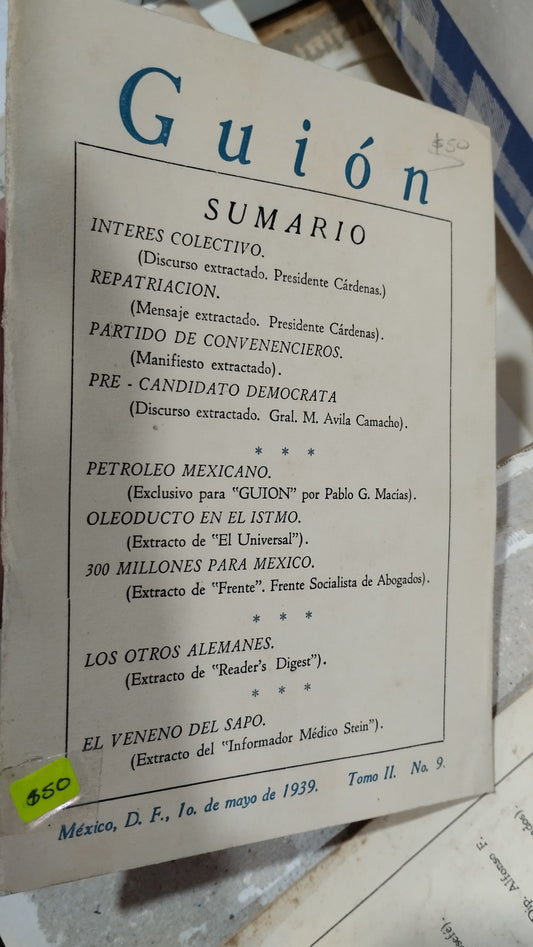 Guión
$50
SUMARIO
INTERES COLECTIVO.
(Discurso extractado. Presidente Cárdenas.)
REPATRIACION.
(Mensaje extractado. Presidente Cárdenas).
PARTIDO DE CONVENENCIEROS.
(Manifiesto extractado).
PRE - CANDIDATO DEMOCRATA
(Discurso extractado. Gral. M. Avila Camacho).
* * *
PETROLEO MEXICANO.
(Exclusivo para "GUION" por Pablo G. Macías).
OLEODUCTO EN EL ISTMO.
(Extracto de "El Universal").
300 MILLONES PARA MEXICO.
(Extracto de "Frente". Frente Socialista de Abogados).
* * *
LOS OTROS ALEMANES.
(Extracto de "Reader's Digest").
* * *
EL VENENO DEL SAPO.
(Extracto del "Informador Médico Stein").
$50
México, D. F., 1o. de mayo de 1939. Tomo II. No. 9.
Dip. Alfonso F.